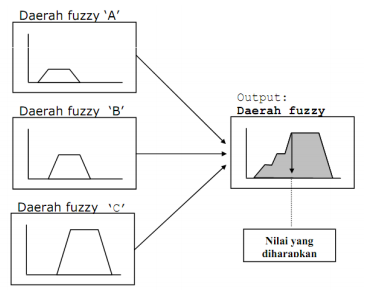 Daerah fuzzy ‘A’
Daerah fuzzy ‘B’
Daerah fuzzy ‘C’
Output:
Daerah fuzzy
Nilai yang
diharapkan